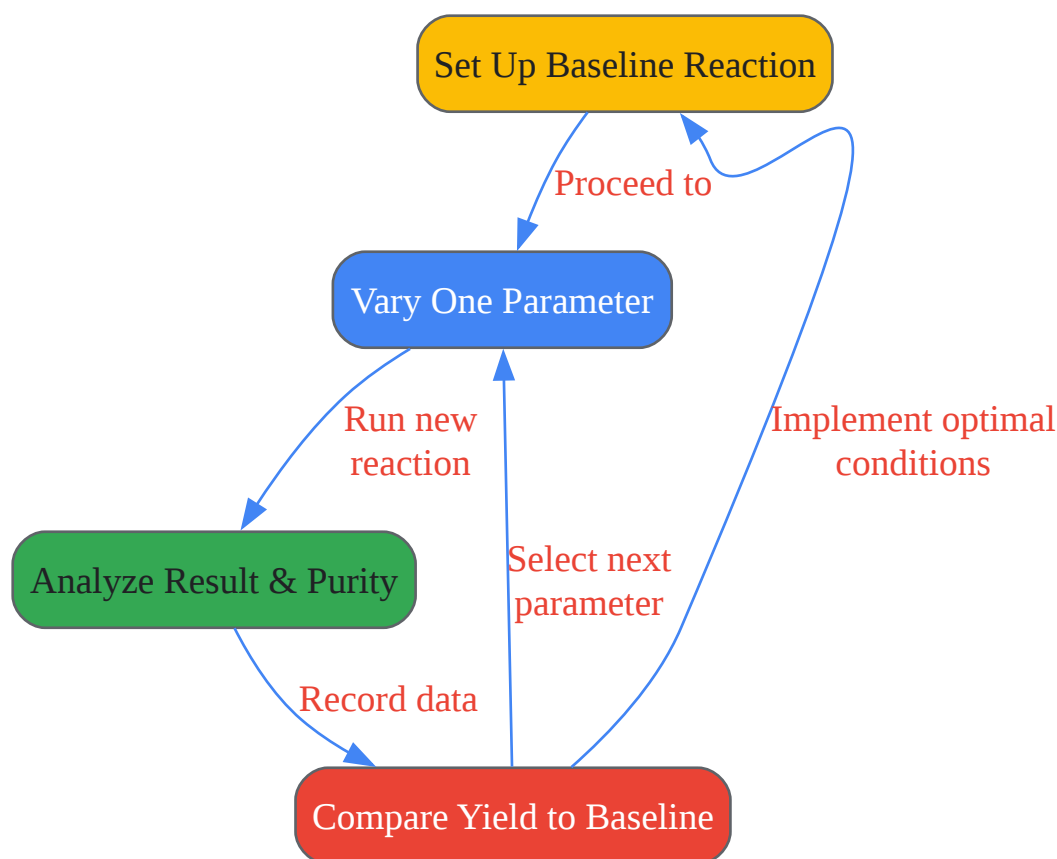 Set Up Baseline Reaction
Proceed to
Vary One Parameter
Run new
reaction
Implement optimal
conditions
Analyze Result & Purity
Select next
parameter
Record data
Compare Yield to Baseline